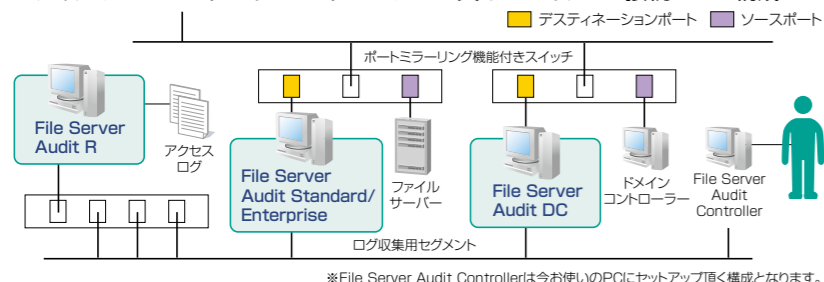 デスティネーションポート
ソースポート
ポートミラーリング機能付きスイッチ
File Server
Audit R
アクセス
ログ
File Server
Audit Standard/
Enterprise
ファイル
サーバー
File Server
Audit DC
ドメイン
コントローラー
File Server
Audit
Controller
ログ収集用セグメント
※File Server Audit Controllerは今お使いのPCにセットアップ頂く構成となります。